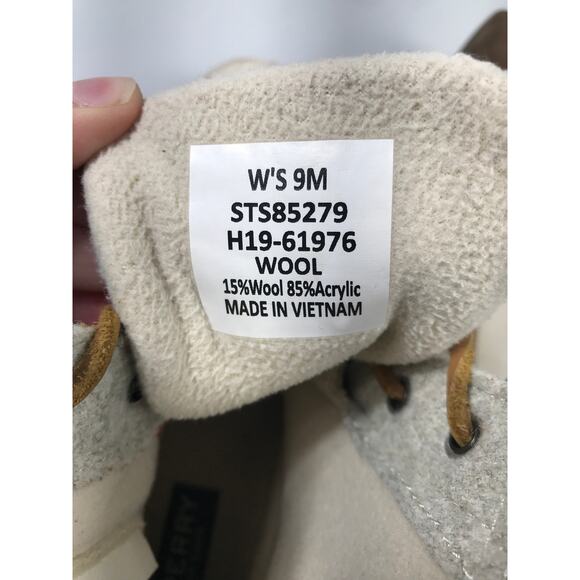 W'S 9M
STS85279
H19-61976
WOOL
15%Wool 85%Acrylic
MADE IN VIETNAM